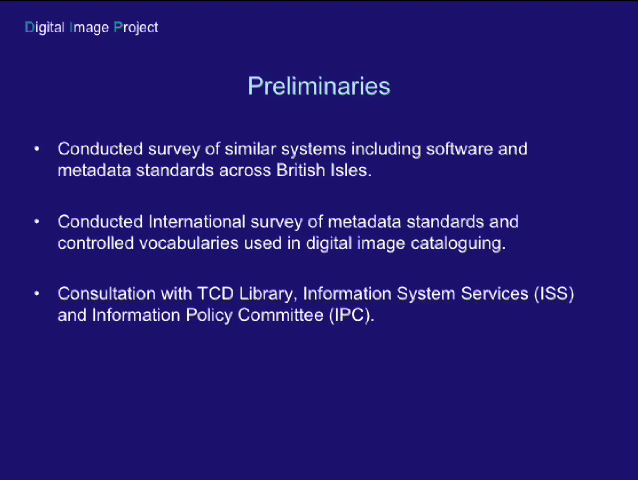 Digital Image Project
Preliminaries
• Conducted survey of similar systems including software and
metadata standards across British Isles.
• Conducted International survey of metadata standards and
controlled vocabularies used in digital image cataloguing.
• Consultation with TCD Library, Information System Services (ISS)
and Information Policy Committee (IPC).